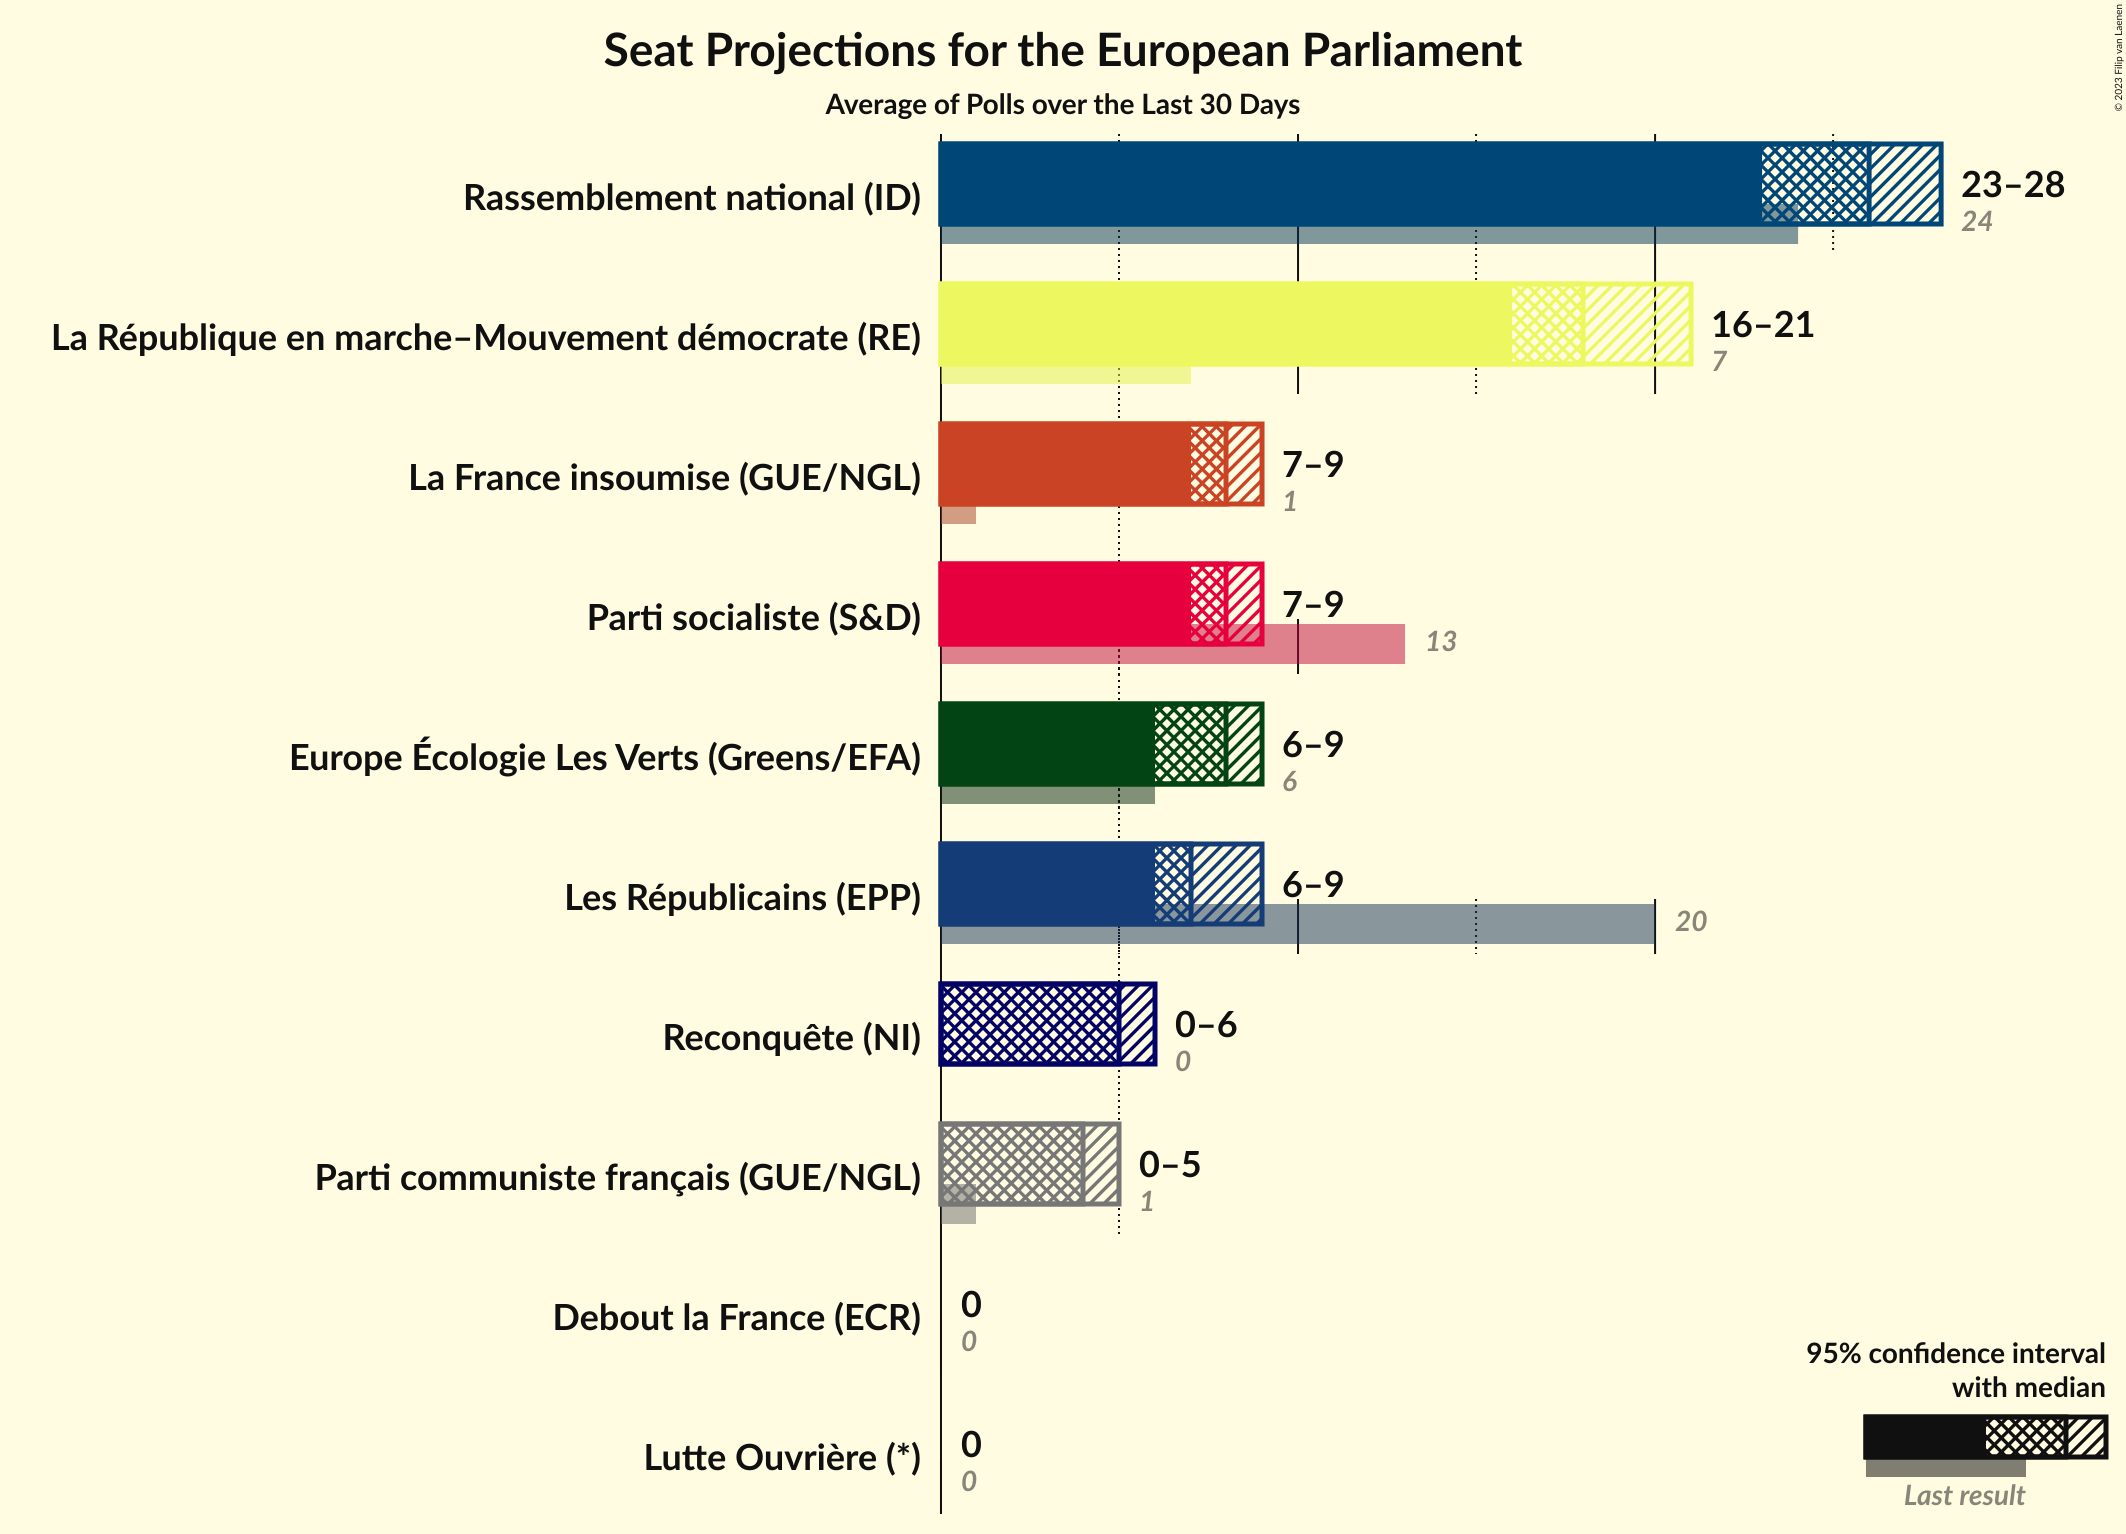 Seat Projections for the European Parliament
Average of Polls over the Last 30 Days
© 2023 Filip van Laenen
Rassemblement national (ID)
23–28
24
La République en marche–Mouvement démocrate (RE)
16–21
7
La France insoumise (GUE/NGL)
7–9
1
Parti socialiste (S&D)
7–9
13
Europe Écologie Les Verts (Greens/EFA)
6–9
6
Les Républicains (EPP)
6–9
20
Reconquête (NI)
0–6
0
Parti communiste français (GUE/NGL)
0–5
1
Debout la France (ECR)
0
0
Lutte Ouvrière (*)
0
0
95% confidence interval
with median
Last result